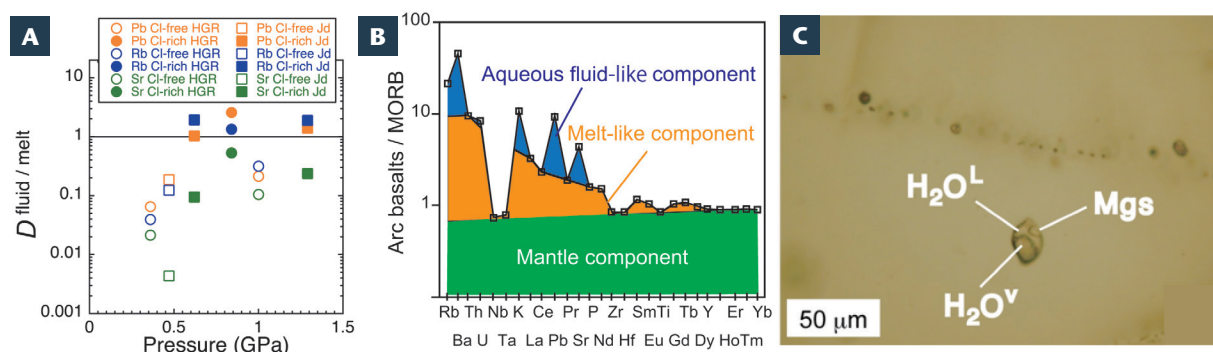 A
Pb Cl-free HGR
Pb Cl-rich HGR
Rb Cl-free HGR
Rb Cl-rich HGR
Sr Cl-free HGR
Sr Cl-rich HGR
Pb Cl-free Jd
Pb Cl-rich Jd
Rb Cl-free Jd
Rb Cl-rich Jd
Sr Cl-free Jd
Sr Cl-rich Jd
D fluid / melt
10
1
0.1
0.01
0.001
0 0.5 1 1.5
Pressure (GPa)
B
Arc basalts / MORB
100
10
1
Aqueous fluid-like component
Melt-like component
Mantle component
Rb Th Nb K Ce Pr P Zr SmTi Tb Y Er Yb
Ba U Ta La Pb Sr Nd Hf Eu Gd Dy HoTm
C
H₂Oᴸ
Mgs
H₂Oⱽ
50 μm